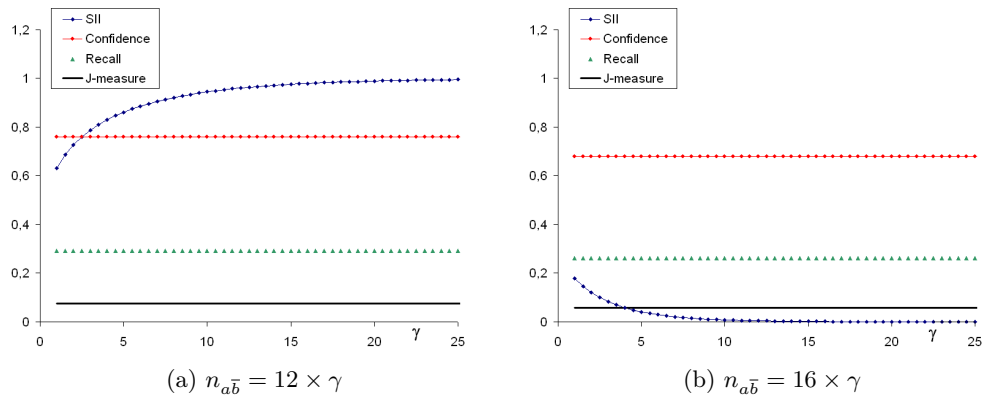 1,2
1
0,8
0,6
0,4
0,2
0
0 5 10 15 20 γ 25
SII
Confidence
Recall
J-measure
(a) n_{a\bar{b}} = 12 × γ
1,2
1
0,8
0,6
0,4
0,2
0
0 5 10 15 20 γ 25
SII
Confidence
Recall
J-measure
(b) n_{a\bar{b}} = 16 × γ